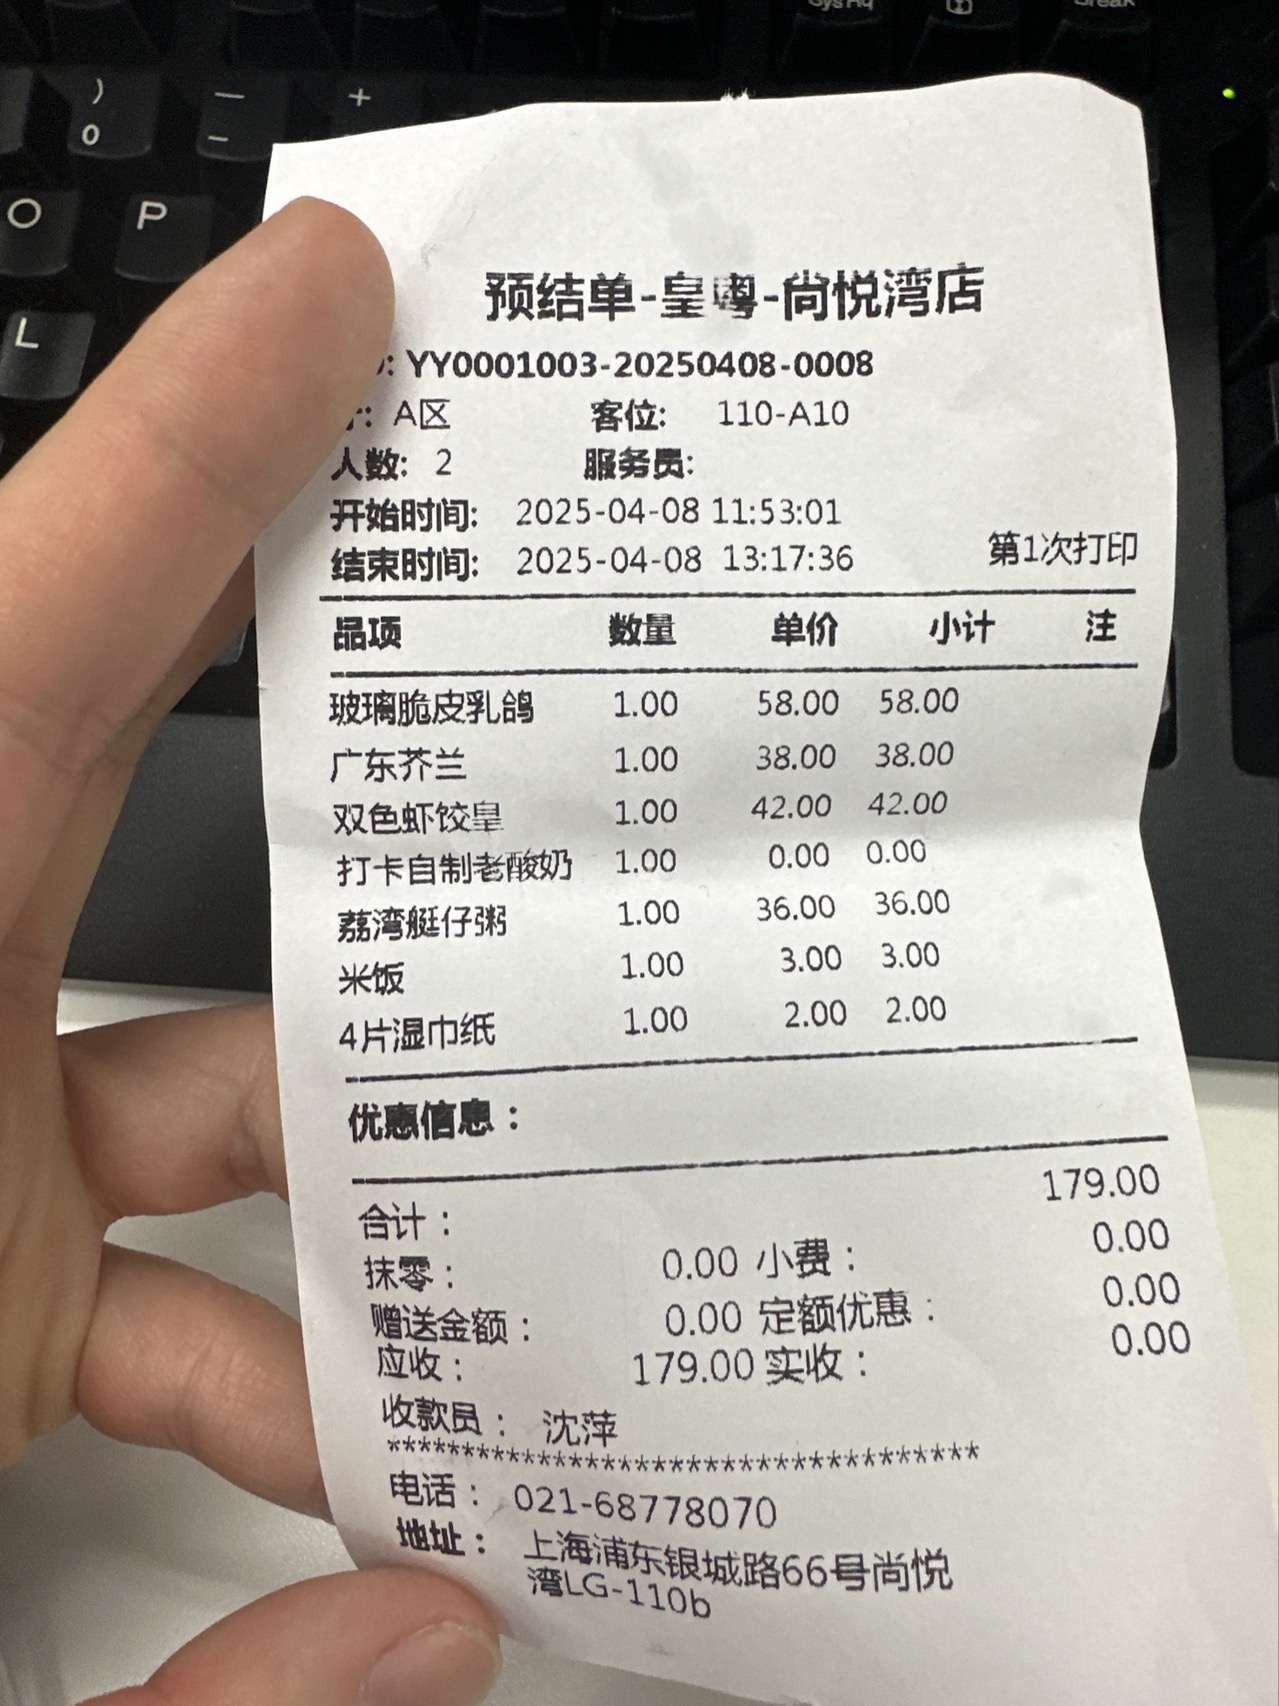 SysRq
Break
)
0
—
-
+
O
P
L
预结单-皇粤-尚悦湾店
: YY0001003-20250408-0008
: A区 客位: 110-A10
人数: 2 服务员:
开始时间: 2025-04-08 11:53:01
结束时间: 2025-04-08 13:17:36 第1次打印
品项 数量 单价 小计 注
玻璃脆皮乳鸽 1.00 58.00 58.00
广东芥兰 1.00 38.00 38.00
双色虾饺皇 1.00 42.00 42.00
打卡自制老酸奶 1.00 0.00 0.00
荔湾艇仔粥 1.00 36.00 36.00
米饭 1.00 3.00 3.00
4片湿巾纸 1.00 2.00 2.00
优惠信息：
合计： 179.00
抹零： 0.00 小费： 0.00
赠送金额： 0.00 定额优惠： 0.00
应收： 179.00 实收： 0.00
收款员： 沈萍
****************************************
电话： 021-68778070
地址： 上海浦东银城路66号尚悦
湾LG-110b